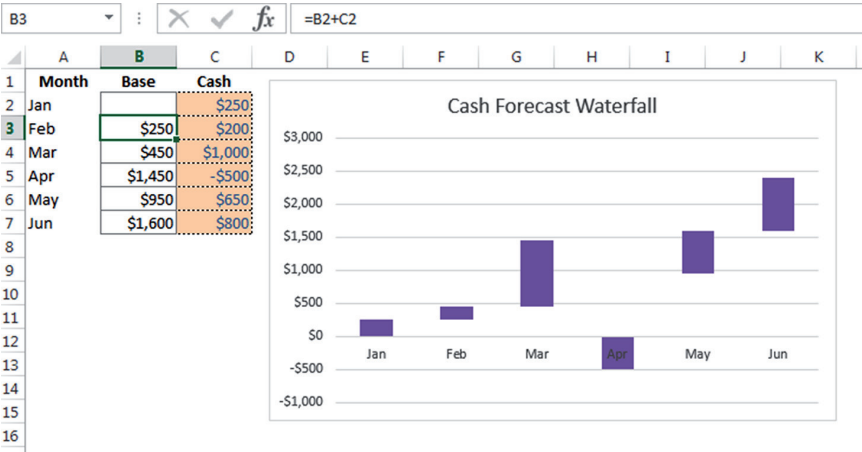 B3 fx =B2+C2
A B C D E F G H I J K
1 Month Base Cash
2 Jan $250
3 Feb $250 $200
4 Mar $450 $1,000
5 Apr $1,450 -$500
6 May $950 $650
7 Jun $1,600 $800
8
9
10
11
12
13
14
15
16
Cash Forecast Waterfall
$3,000
$2,500
$2,000
$1,500
$1,000
$500
$0
Jan Feb Mar Apr May Jun
-$500
-$1,000